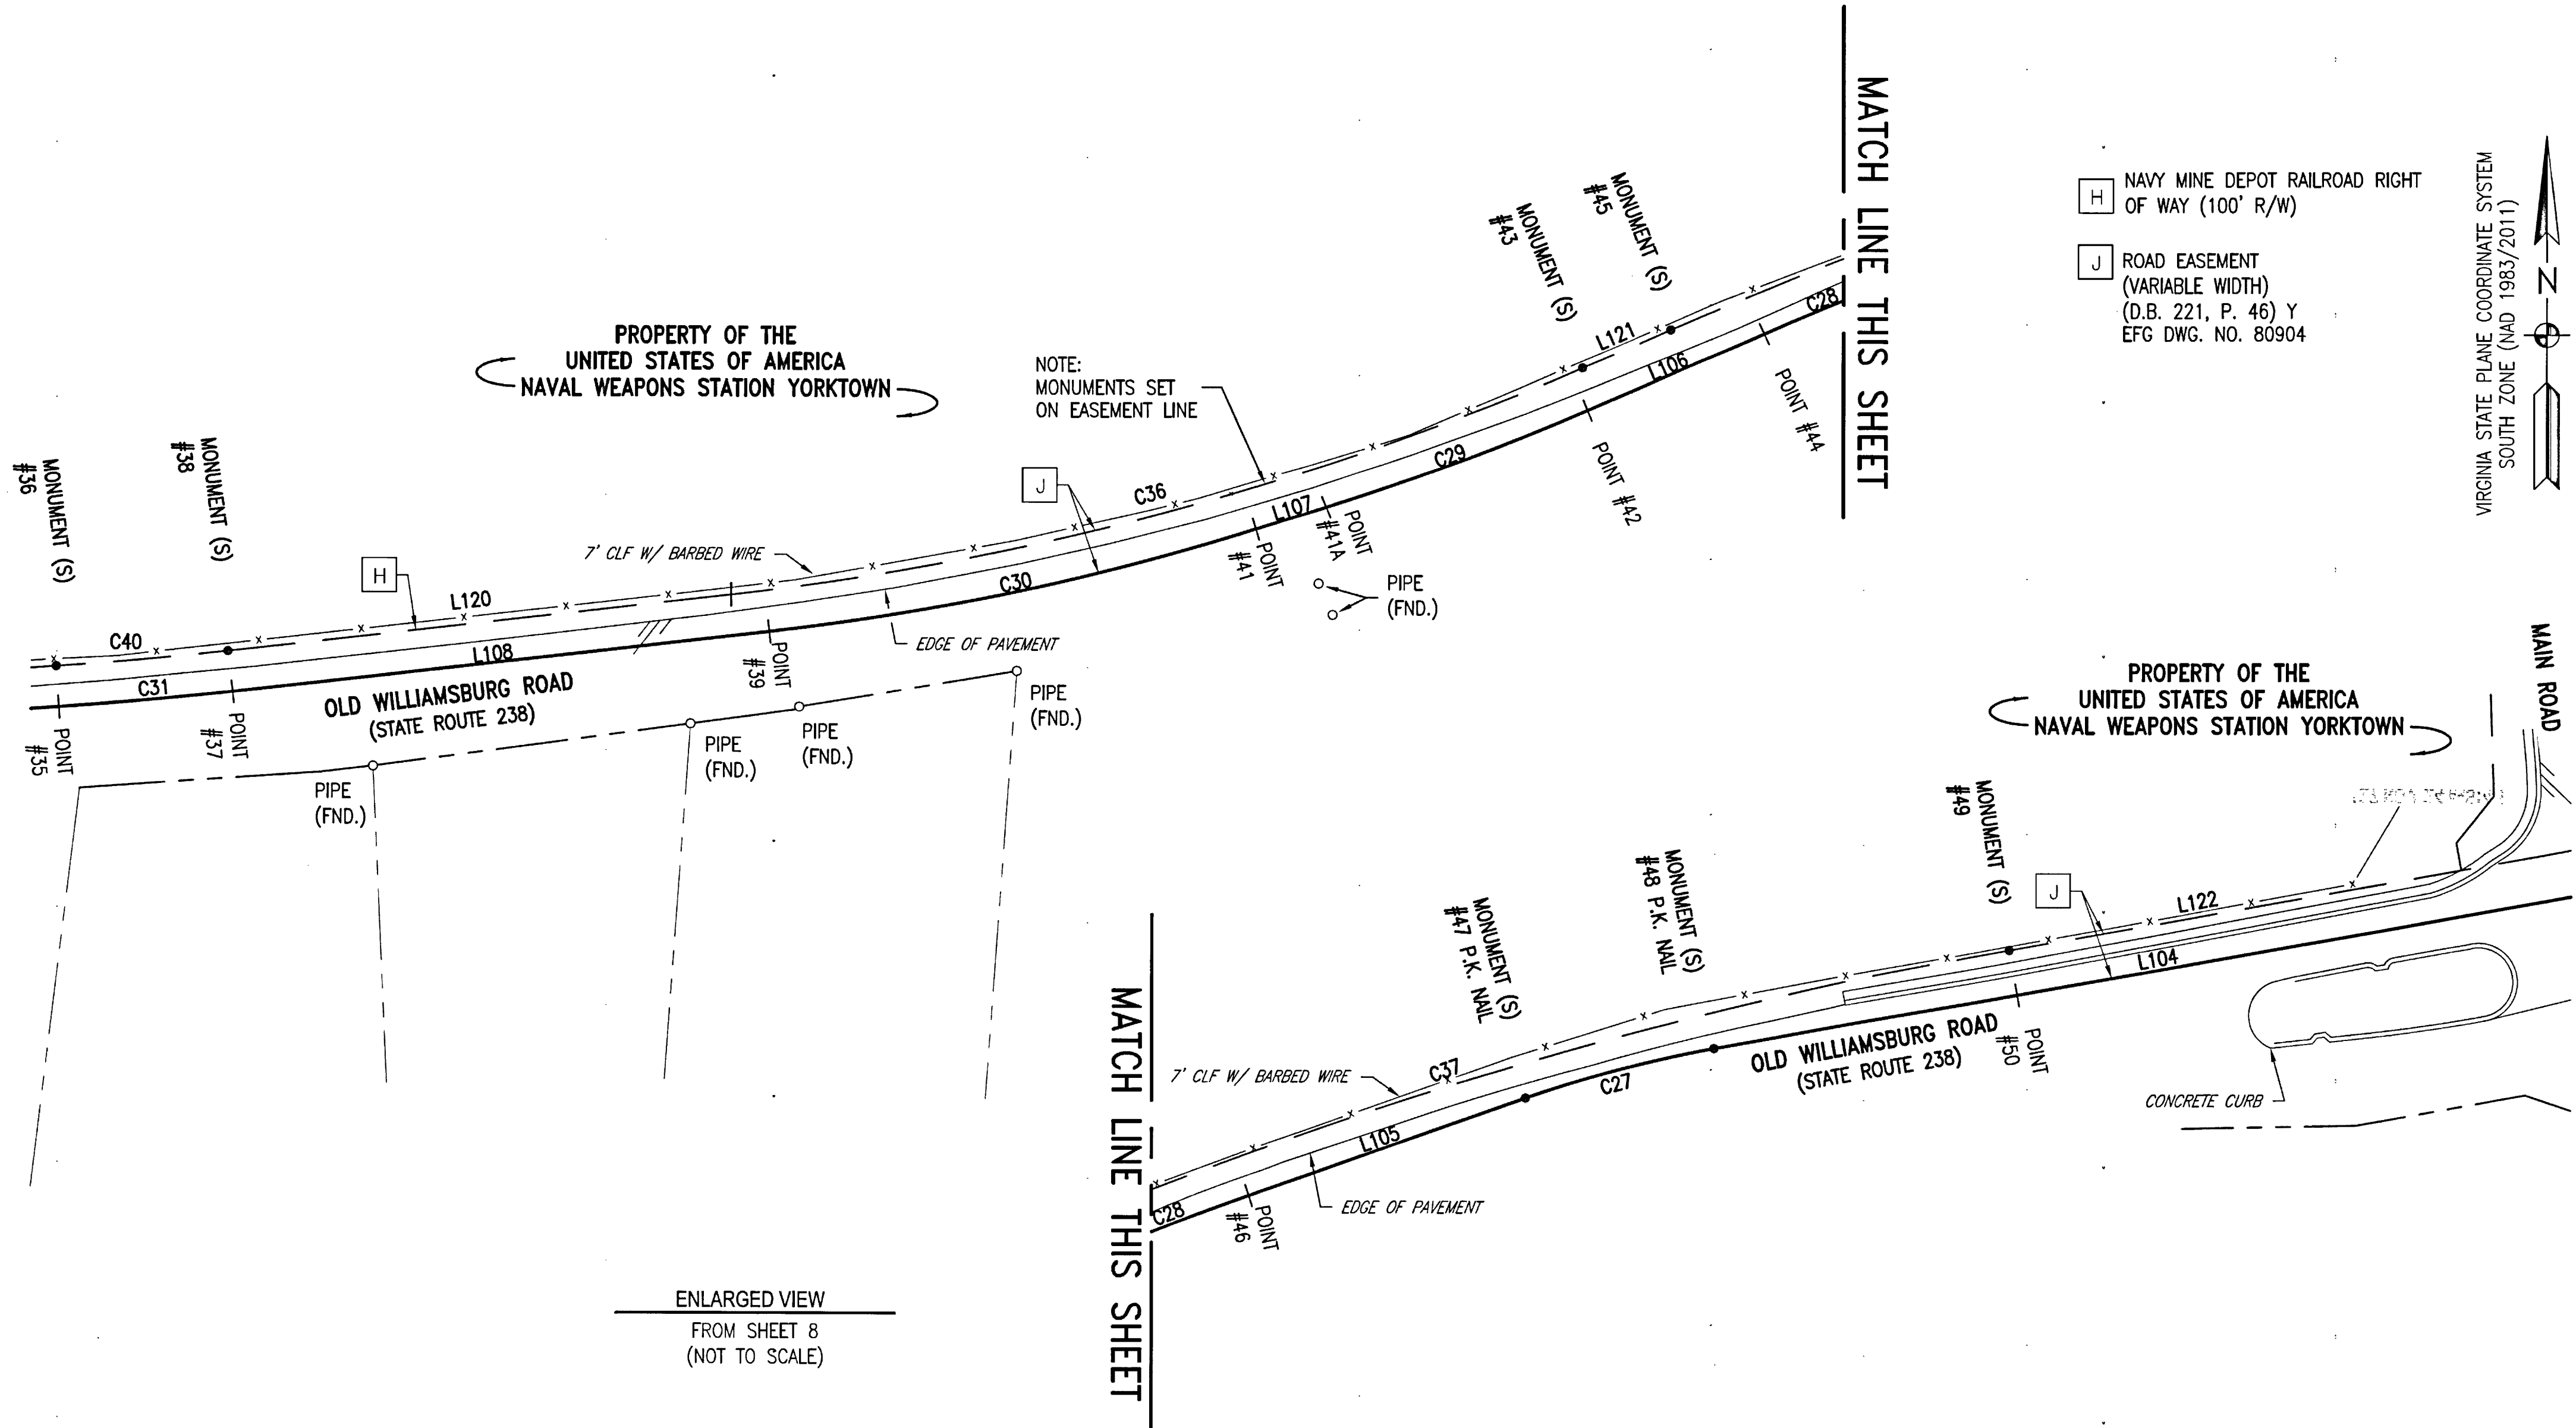 MATCH LINE THIS SHEET
H
NAVY MINE DEPOT RAILROAD RIGHT
OF WAY (100' R/W)
J
ROAD EASEMENT
(VARIABLE WIDTH)
(D.B. 221, P. 46) Y
EFG DWG. NO. 80904
VIRGINIA STATE PLANE COORDINATE SYSTEM
SOUTH ZONE (NAD 1983/2011)
N
PROPERTY OF THE
UNITED STATES OF AMERICA
NAVAL WEAPONS STATION YORKTOWN
NOTE:
MONUMENTS SET
ON EASEMENT LINE
MONUMENT (S)
#36
MONUMENT (S)
#38
MONUMENT (S)
#43
MONUMENT (S)
#45
C40
H
L120
7' CLF W/ BARBED WIRE
J
C36
L121
C31
L108
C30
L107
C29
L106
C28
EDGE OF PAVEMENT
POINT
#35
POINT
#37
POINT
#39
POINT
#41
POINT
#41A
POINT #42
POINT #44
OLD WILLIAMSBURG ROAD
(STATE ROUTE 238)
PIPE
(FND.)
PIPE
(FND.)
PIPE
(FND.)
PIPE
(FND.)
PIPE
(FND.)
MAIN ROAD
PROPERTY OF THE
UNITED STATES OF AMERICA
NAVAL WEAPONS STATION YORKTOWN
MATCH LINE THIS SHEET
MONUMENT (S)
#47 P.K. NAIL
MONUMENT (S)
#48 P.K. NAIL
MONUMENT (S)
#49
J
L122
L104
7' CLF W/ BARBED WIRE
C37
C27
L105
C28
EDGE OF PAVEMENT
POINT
#46
POINT
#50
OLD WILLIAMSBURG ROAD
(STATE ROUTE 238)
CONCRETE CURB
ENLARGED VIEW
FROM SHEET 8
(NOT TO SCALE)